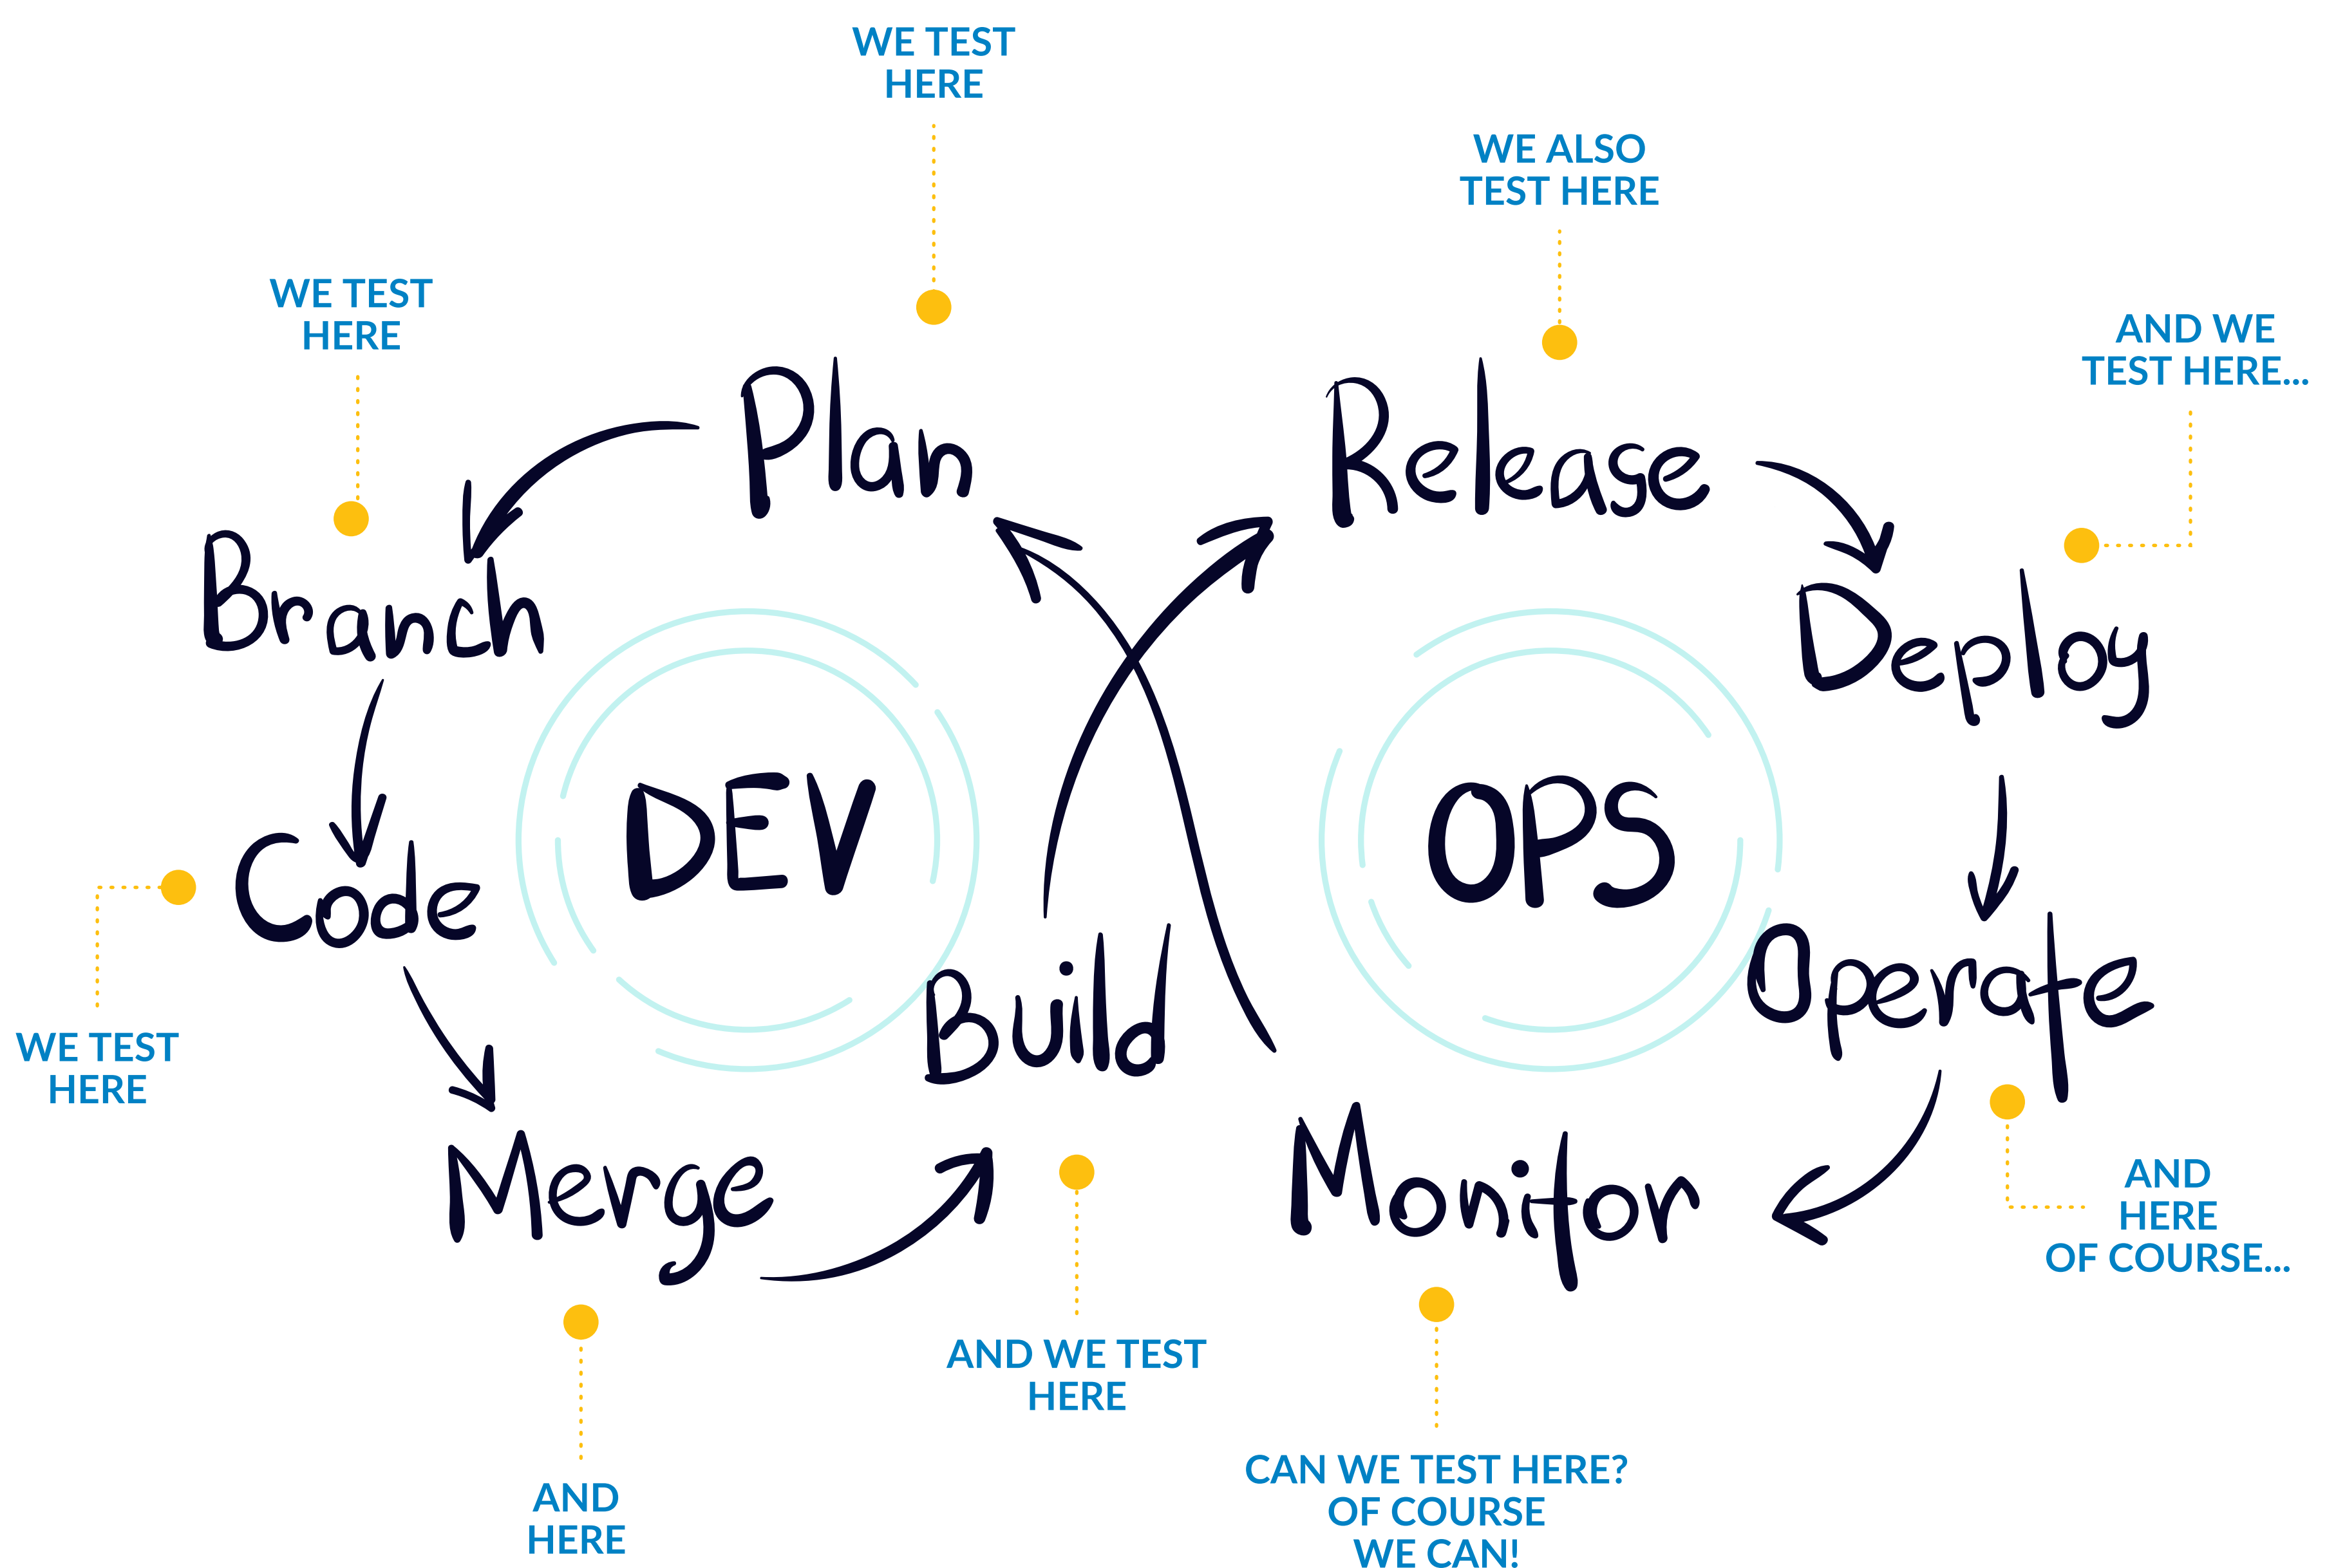 WE TEST
HERE
WE ALSO
TEST HERE
WE TEST
HERE
AND WE
TEST HERE...
Plan
Release
Branch
Deploy
DEV
OPS
Code
Operate
Build
WE TEST
HERE
Merge
Monitor
AND
HERE
OF COURSE...
AND WE TEST
HERE
CAN WE TEST HERE?
OF COURSE
WE CAN!
AND
HERE